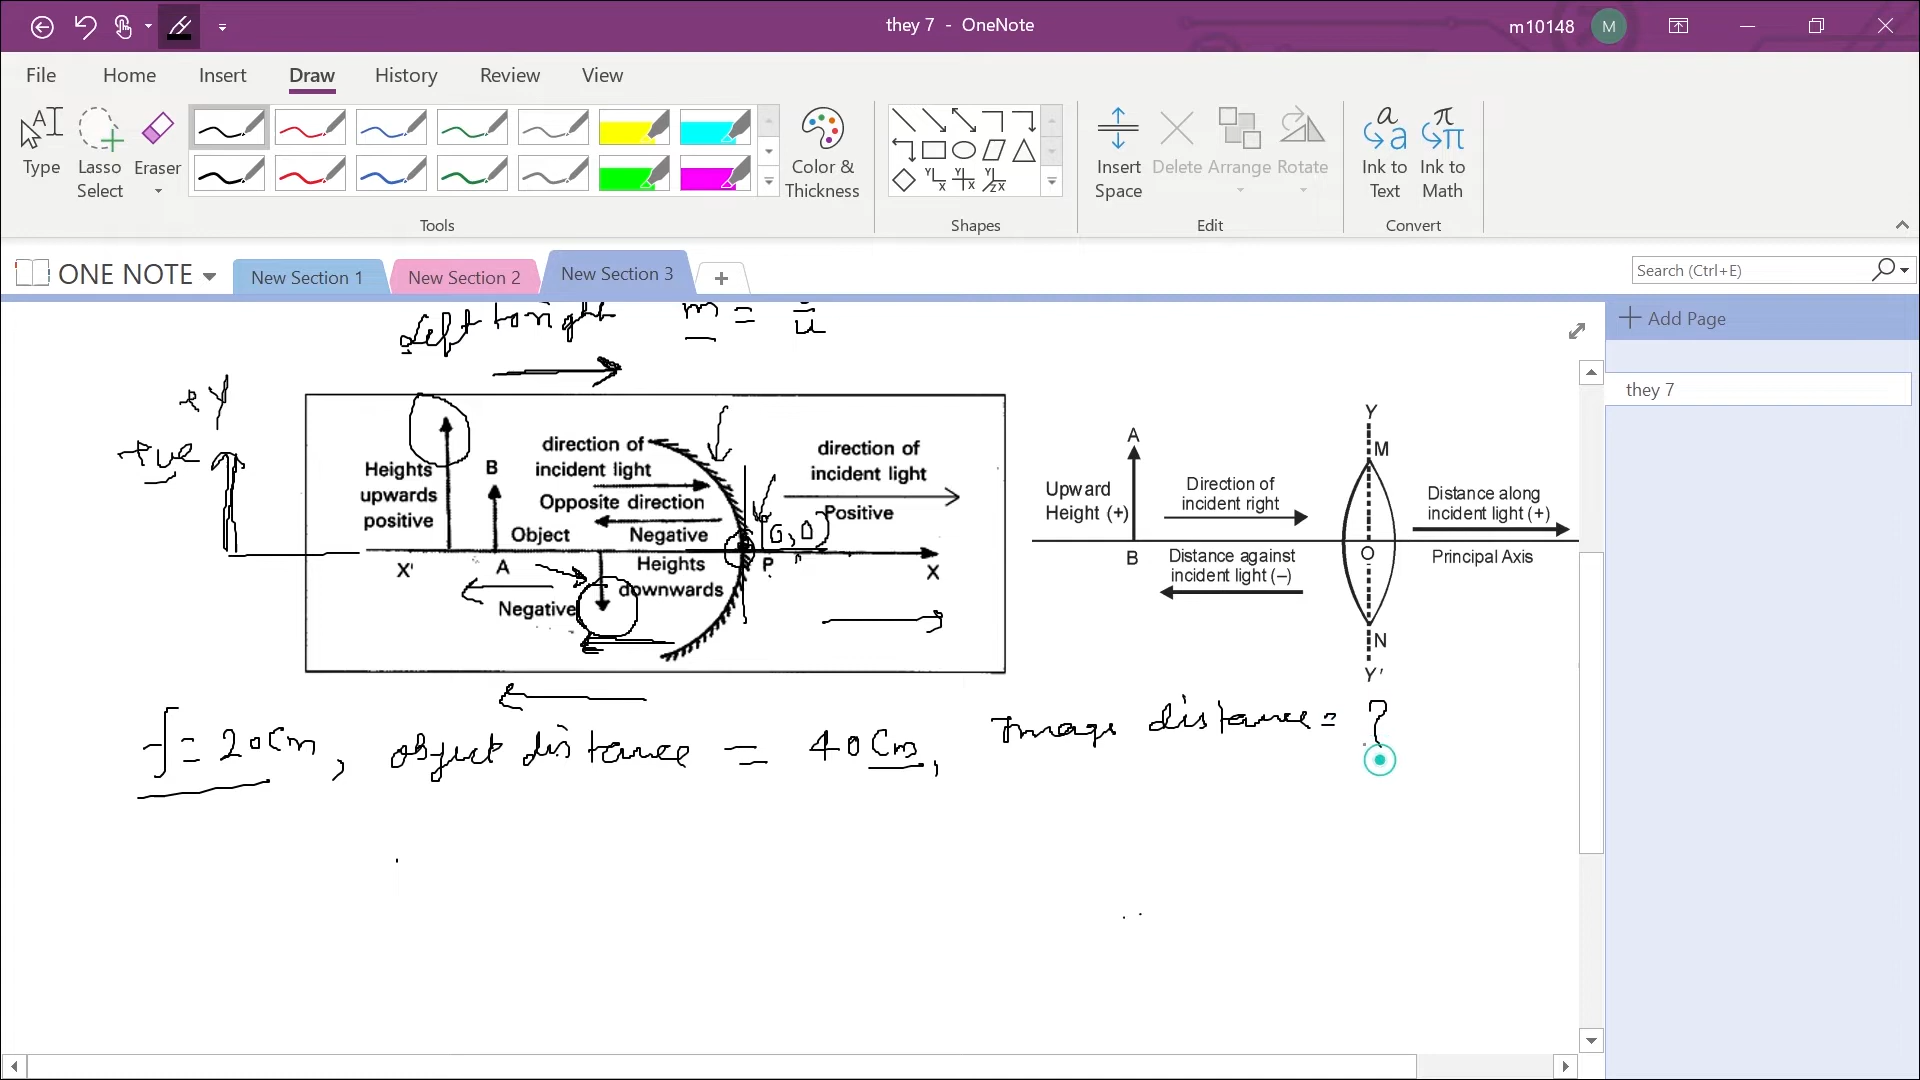 they 7 - OneNote
m10148
M
File Home Insert Draw History Review View
Type
Lasso Select
Eraser
Color & Thickness
Insert Space
Delete
Arrange
Rotate
Ink to Text
Ink to Math
Tools
Shapes
Edit
Convert
ONE NOTE
New Section 1
New Section 2
New Section 3
Search (Ctrl+E)
Add Page
they 7
Left to right m = u
Y
+ve
Heights upwards positive
B
direction of incident light
Opposite direction
Object
Negative
direction of incident light
Positive
(0,0)
X'
A
Heights downwards
Negative
P
X
Y
A
M
Upward Height (+)
Direction of incident right
Distance along incident light (+)
O
B
Distance against incident light (–)
Principal Axis
N
Y'
f = 20cm, object distance = 40cm, Image distance = ?